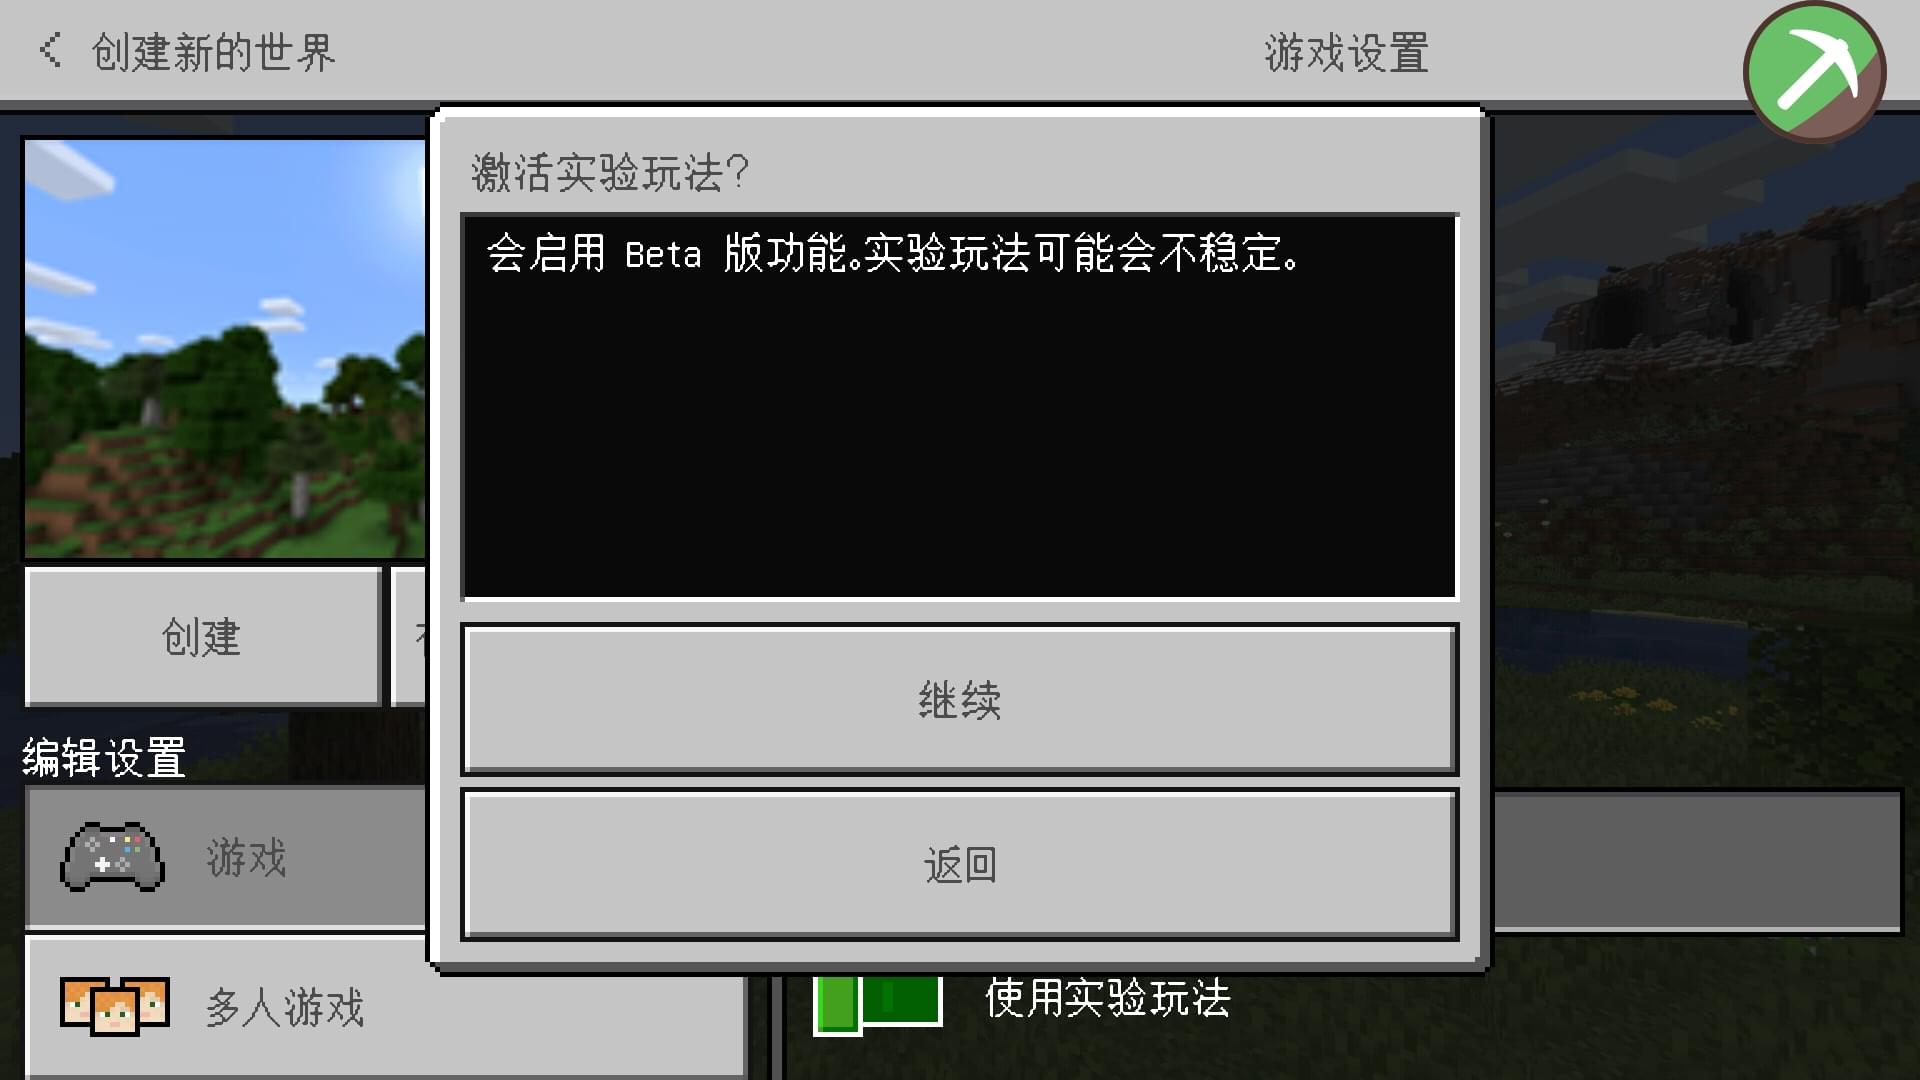 创建新的世界
游戏设置
激活实验玩法?
会启用 Beta 版功能。实验玩法可能会不稳定。
创建
继续
编辑设置
返回
游戏
多人游戏
使用实验玩法